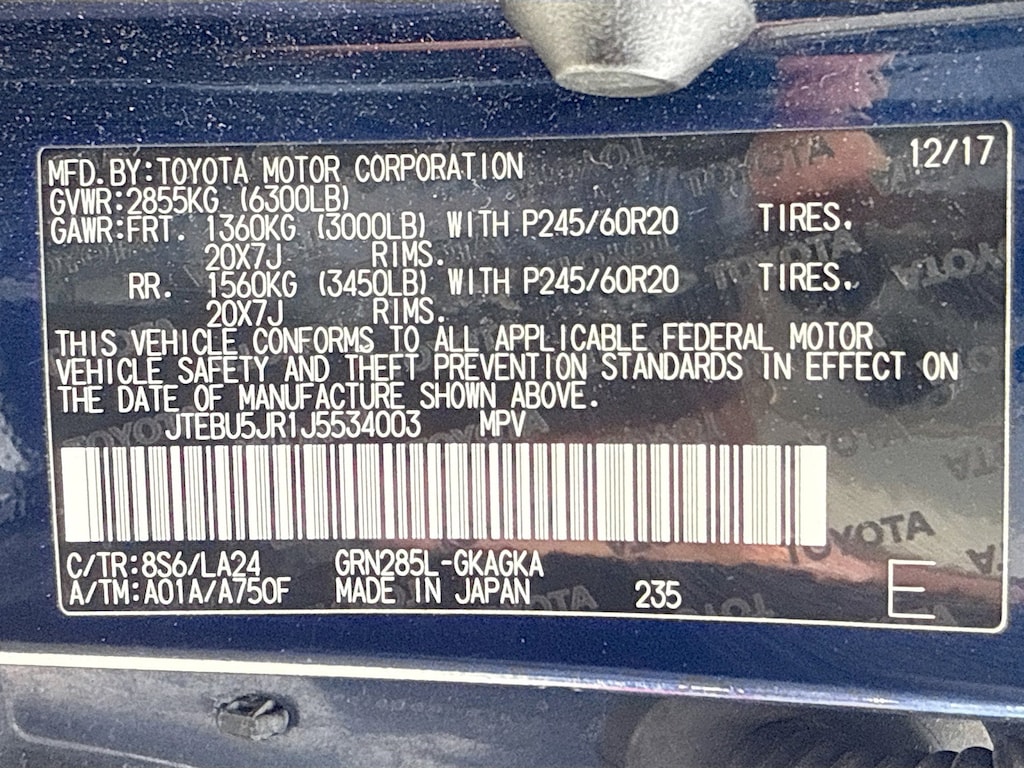 MFD. BY: TOYOTA MOTOR CORPORATION 12/17
GVWR: 2855KG (6300LB)
GAWR: FRT. 1360KG (3000LB) WITH P245/60R20 TIRES.
20X7J RIMS.
RR. 1560KG (3450LB) WITH P245/60R20 TIRES.
20X7J RIMS.
THIS VEHICLE CONFORMS TO ALL APPLICABLE FEDERAL MOTOR
VEHICLE SAFETY AND THEFT PREVENTION STANDARDS IN EFFECT ON
THE DATE OF MANUFACTURE SHOWN ABOVE.
JTEBU5JR1J5534003 MPV
C/TR: 8S6/LA24 GRN285L-GKAGKA
A/TM: A01A/A750F MADE IN JAPAN 235 E